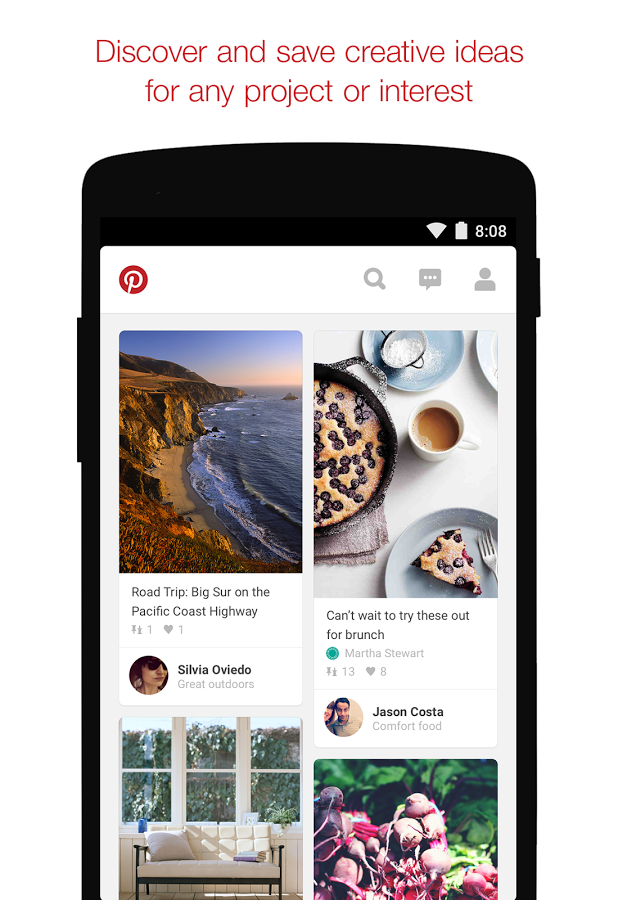 Discover and save creative ideas
for any project or interest
8:08
Road Trip: Big Sur on the
Pacific Coast Highway
1 1
Silvia Oviedo
Great outdoors
Can't wait to try these out
for brunch
Martha Stewart
13 8
Jason Costa
Comfort food